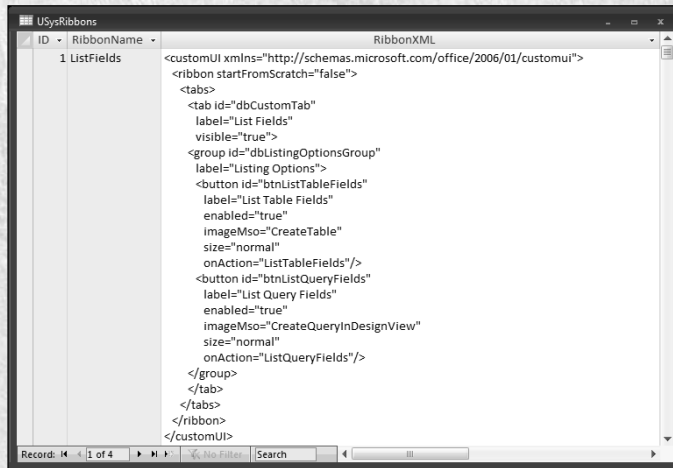 USysRibbons
ID RibbonName RibbonXML
1 ListFields <customUI xmlns="http://schemas.microsoft.com/office/2006/01/customui">
<ribbon startFromScratch="false">
<tabs>
<tab id="dbCustomTab"
label="List Fields"
visible="true">
<group id="dbListingOptionsGroup"
label="Listing Options">
<button id="btnListTableFields"
label="List Table Fields"
enabled="true"
imageMso="CreateTable"
size="normal"
onAction="ListTableFields"/>
<button id="btnListQueryFields"
label="List Query Fields"
enabled="true"
imageMso="CreateQueryInDesignView"
size="normal"
onAction="ListQueryFields"/>
</group>
</tab>
</tabs>
</ribbon>
</customUI>
Record: 1 of 4 No Filter Search